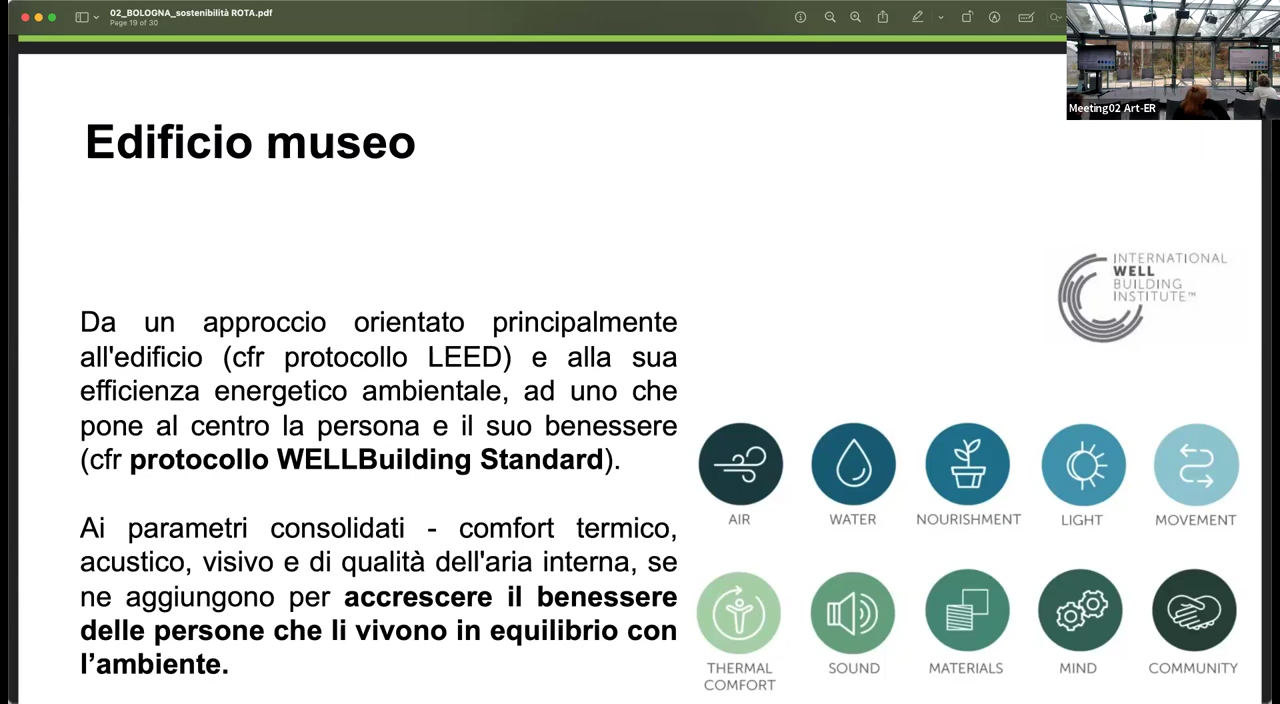 02_BOLOGNA_sostenibilità ROTA.pdf
Page 19 of 30
Meeting02 Art-ER
Edificio museo
INTERNATIONAL
WELL
BUILDING
INSTITUTE™
Da un approccio orientato principalmente
all'edificio (cfr protocollo LEED) e alla sua
efficienza energetico ambientale, ad uno che
pone al centro la persona e il suo benessere
(cfr protocollo WELLBuilding Standard).
Ai parametri consolidati - comfort termico,
acustico, visivo e di qualità dell'aria interna, se
ne aggiungono per accrescere il benessere
delle persone che li vivono in equilibrio con
l’ambiente.
AIR
WATER
NOURISHMENT
LIGHT
MOVEMENT
THERMAL
COMFORT
SOUND
MATERIALS
MIND
COMMUNITY